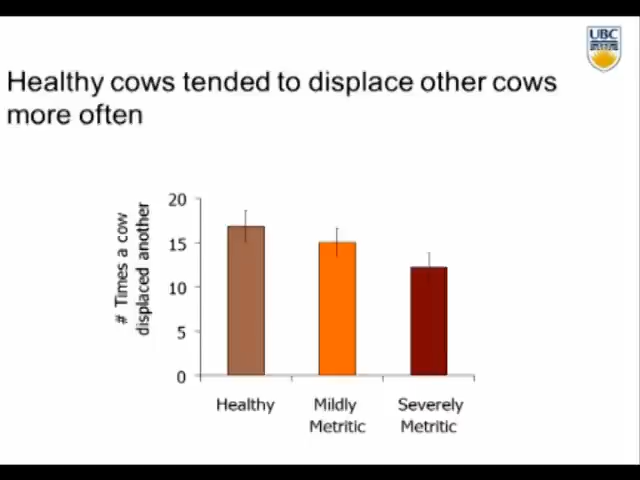 UBC
Healthy cows tended to displace other cows
more often
# Times a cow
displaced another
20
15
10
5
0
Healthy
Mildly
Metritic
Severely
Metritic